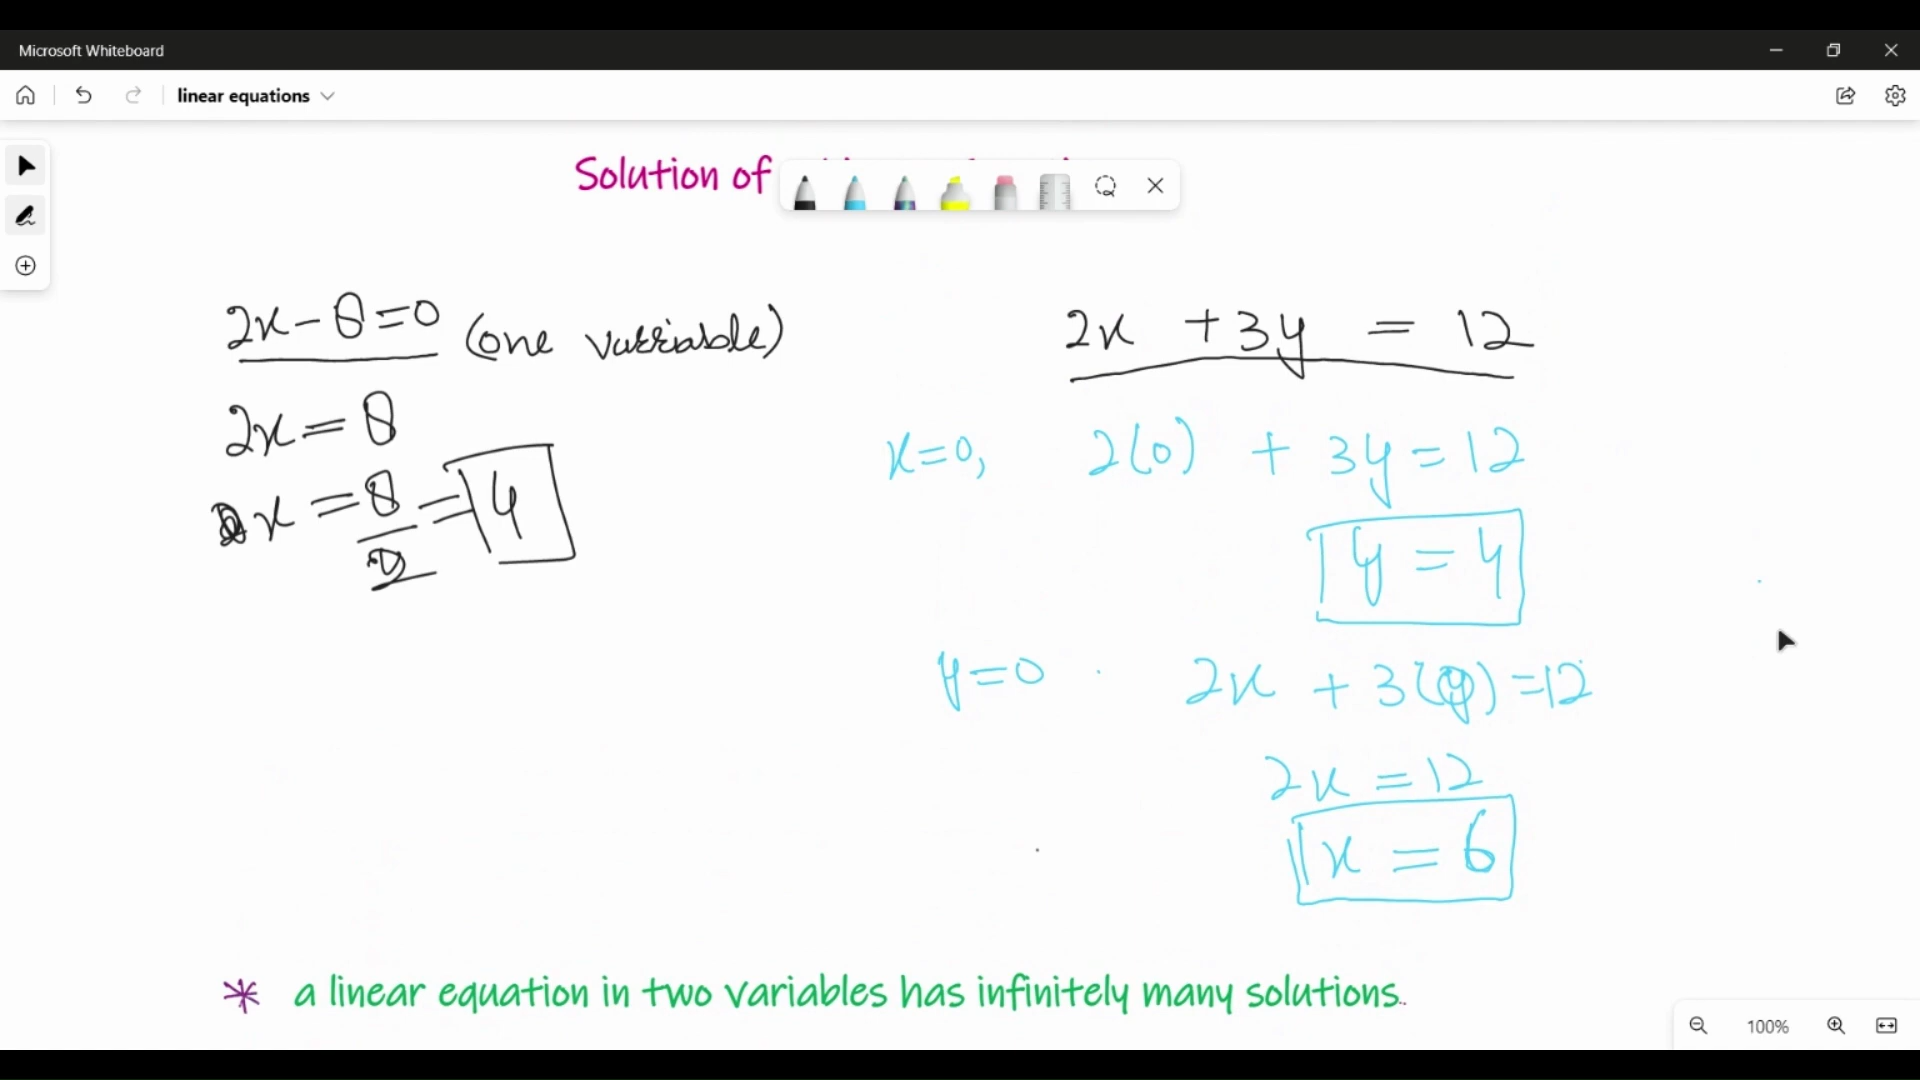 Microsoft Whiteboard
linear equations
Solution of
2x - 8 = 0 (one variable)
2x = 8
x = 8/2 = 4
2x + 3y = 12
x=0, 2(0) + 3y = 12
y = 4
y=0 2x + 3(y) = 12
2x = 12
x = 6
* a linear equation in two variables has infinitely many solutions..
100%